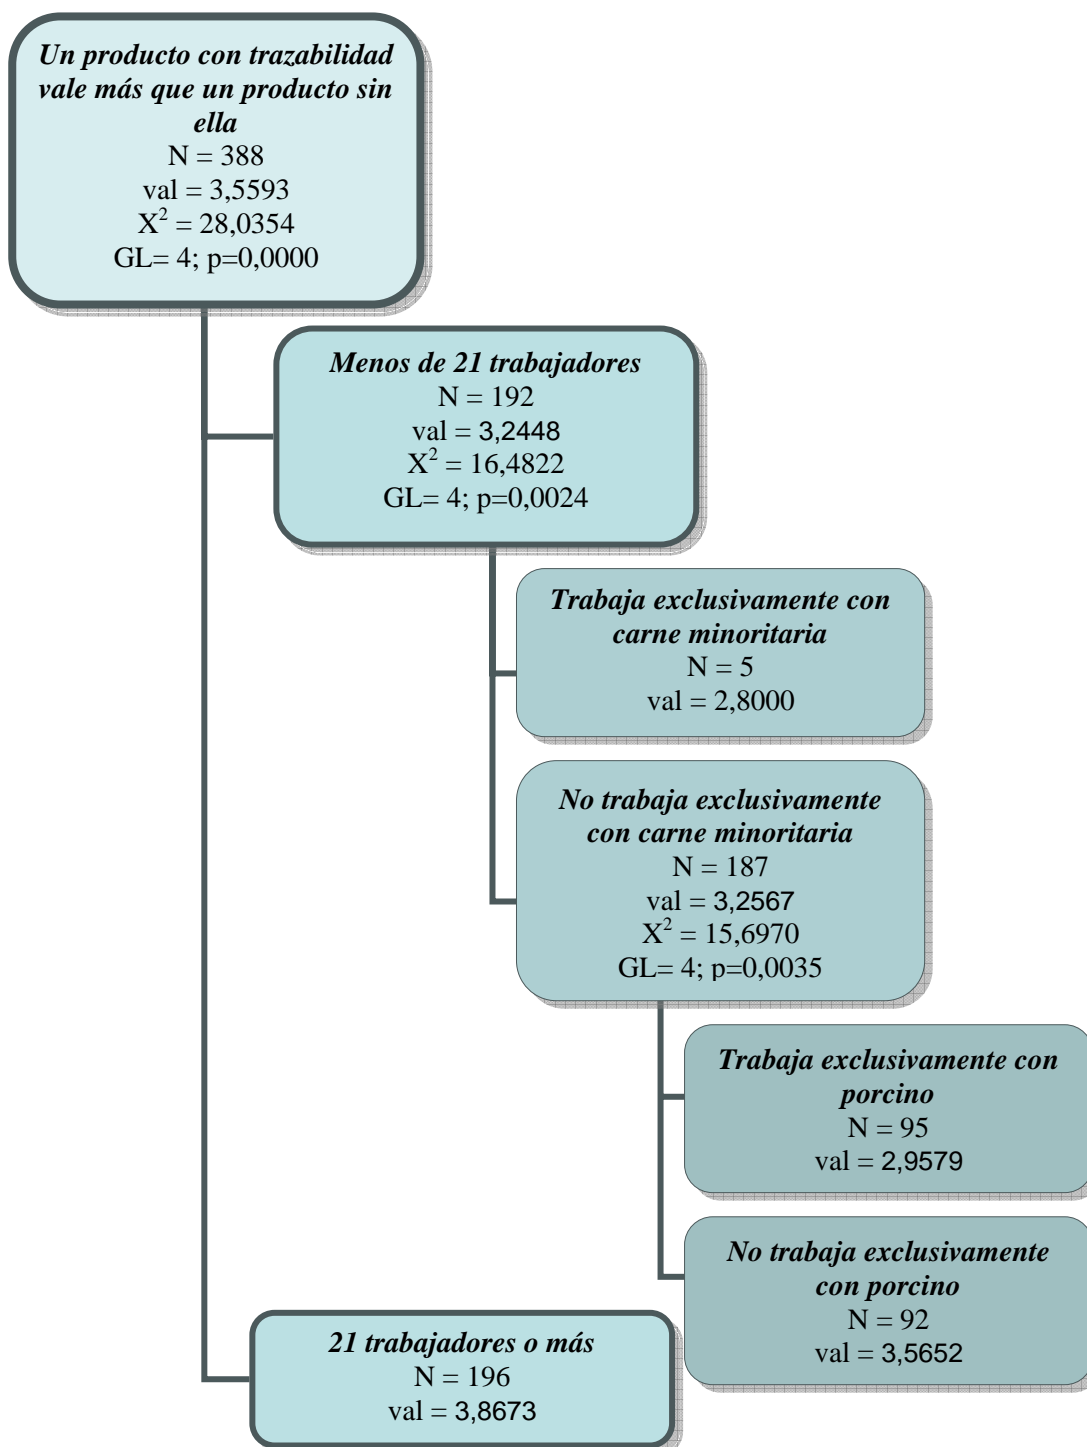 Un producto con trazabilidad
vale más que un producto sin
ella
N = 388
val = 3,5593
X² = 28,0354
GL= 4; p=0,0000
Menos de 21 trabajadores
N = 192
val = 3,2448
X² = 16,4822
GL= 4; p=0,0024
Trabaja exclusivamente con
carne minoritaria
N = 5
val = 2,8000
No trabaja exclusivamente
con carne minoritaria
N = 187
val = 3,2567
X² = 15,6970
GL= 4; p=0,0035
Trabaja exclusivamente con
porcino
N = 95
val = 2,9579
No trabaja exclusivamente
con porcino
N = 92
val = 3,5652
21 trabajadores o más
N = 196
val = 3,8673